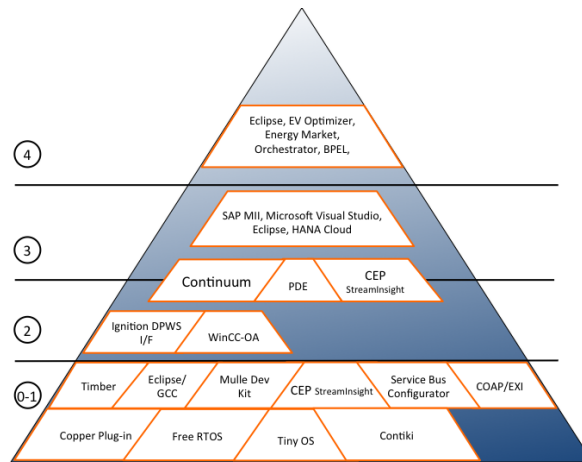 4
Eclipse, EV Optimizer,
Energy Market,
Orchestrator, BPEL,
3
SAP MII, Microsoft Visual Studio,
Eclipse, HANA Cloud
Continuum
PDE
CEP
StreamInsight
2
Ignition DPWS
I/F
WinCC-OA
0-1
Timber
Eclipse/
GCC
Mulle Dev
Kit
CEP StreamInsight
Service Bus
Configurator
COAP/EXI
Copper Plug-in
Free RTOS
Tiny OS
Contiki